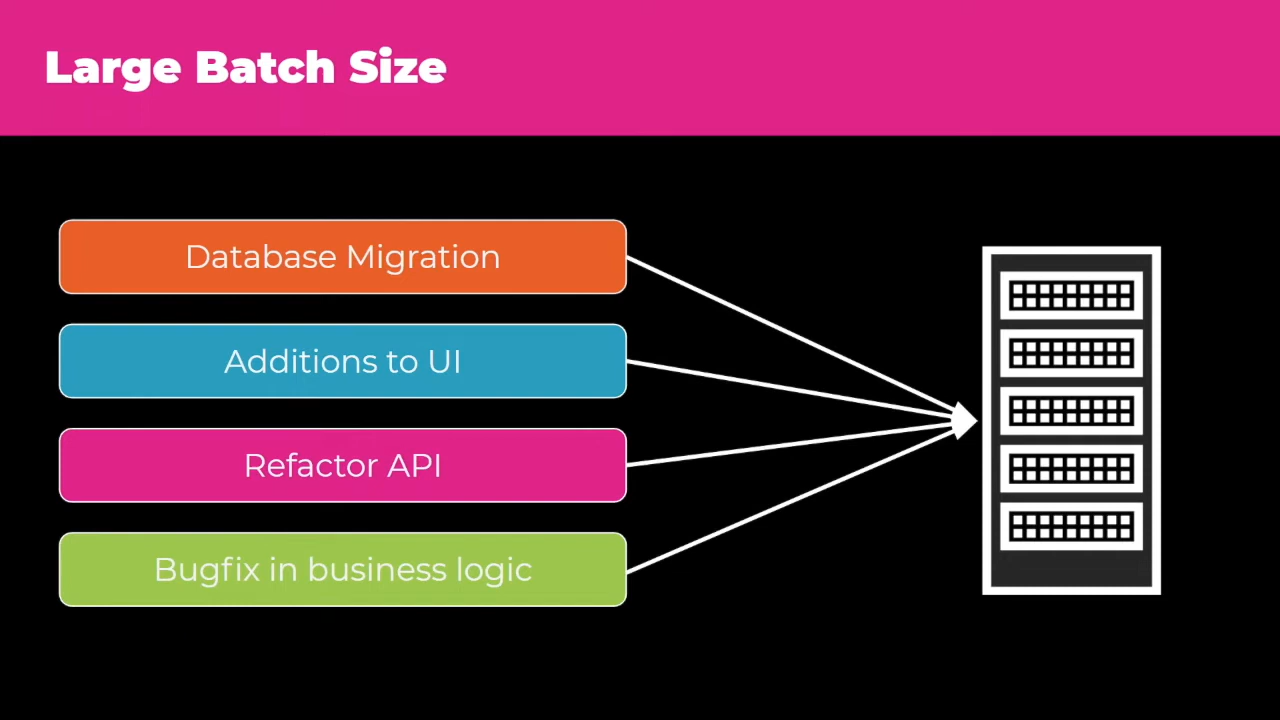 Large Batch Size
Database Migration
Additions to UI
Refactor API
Bugfix in business logic